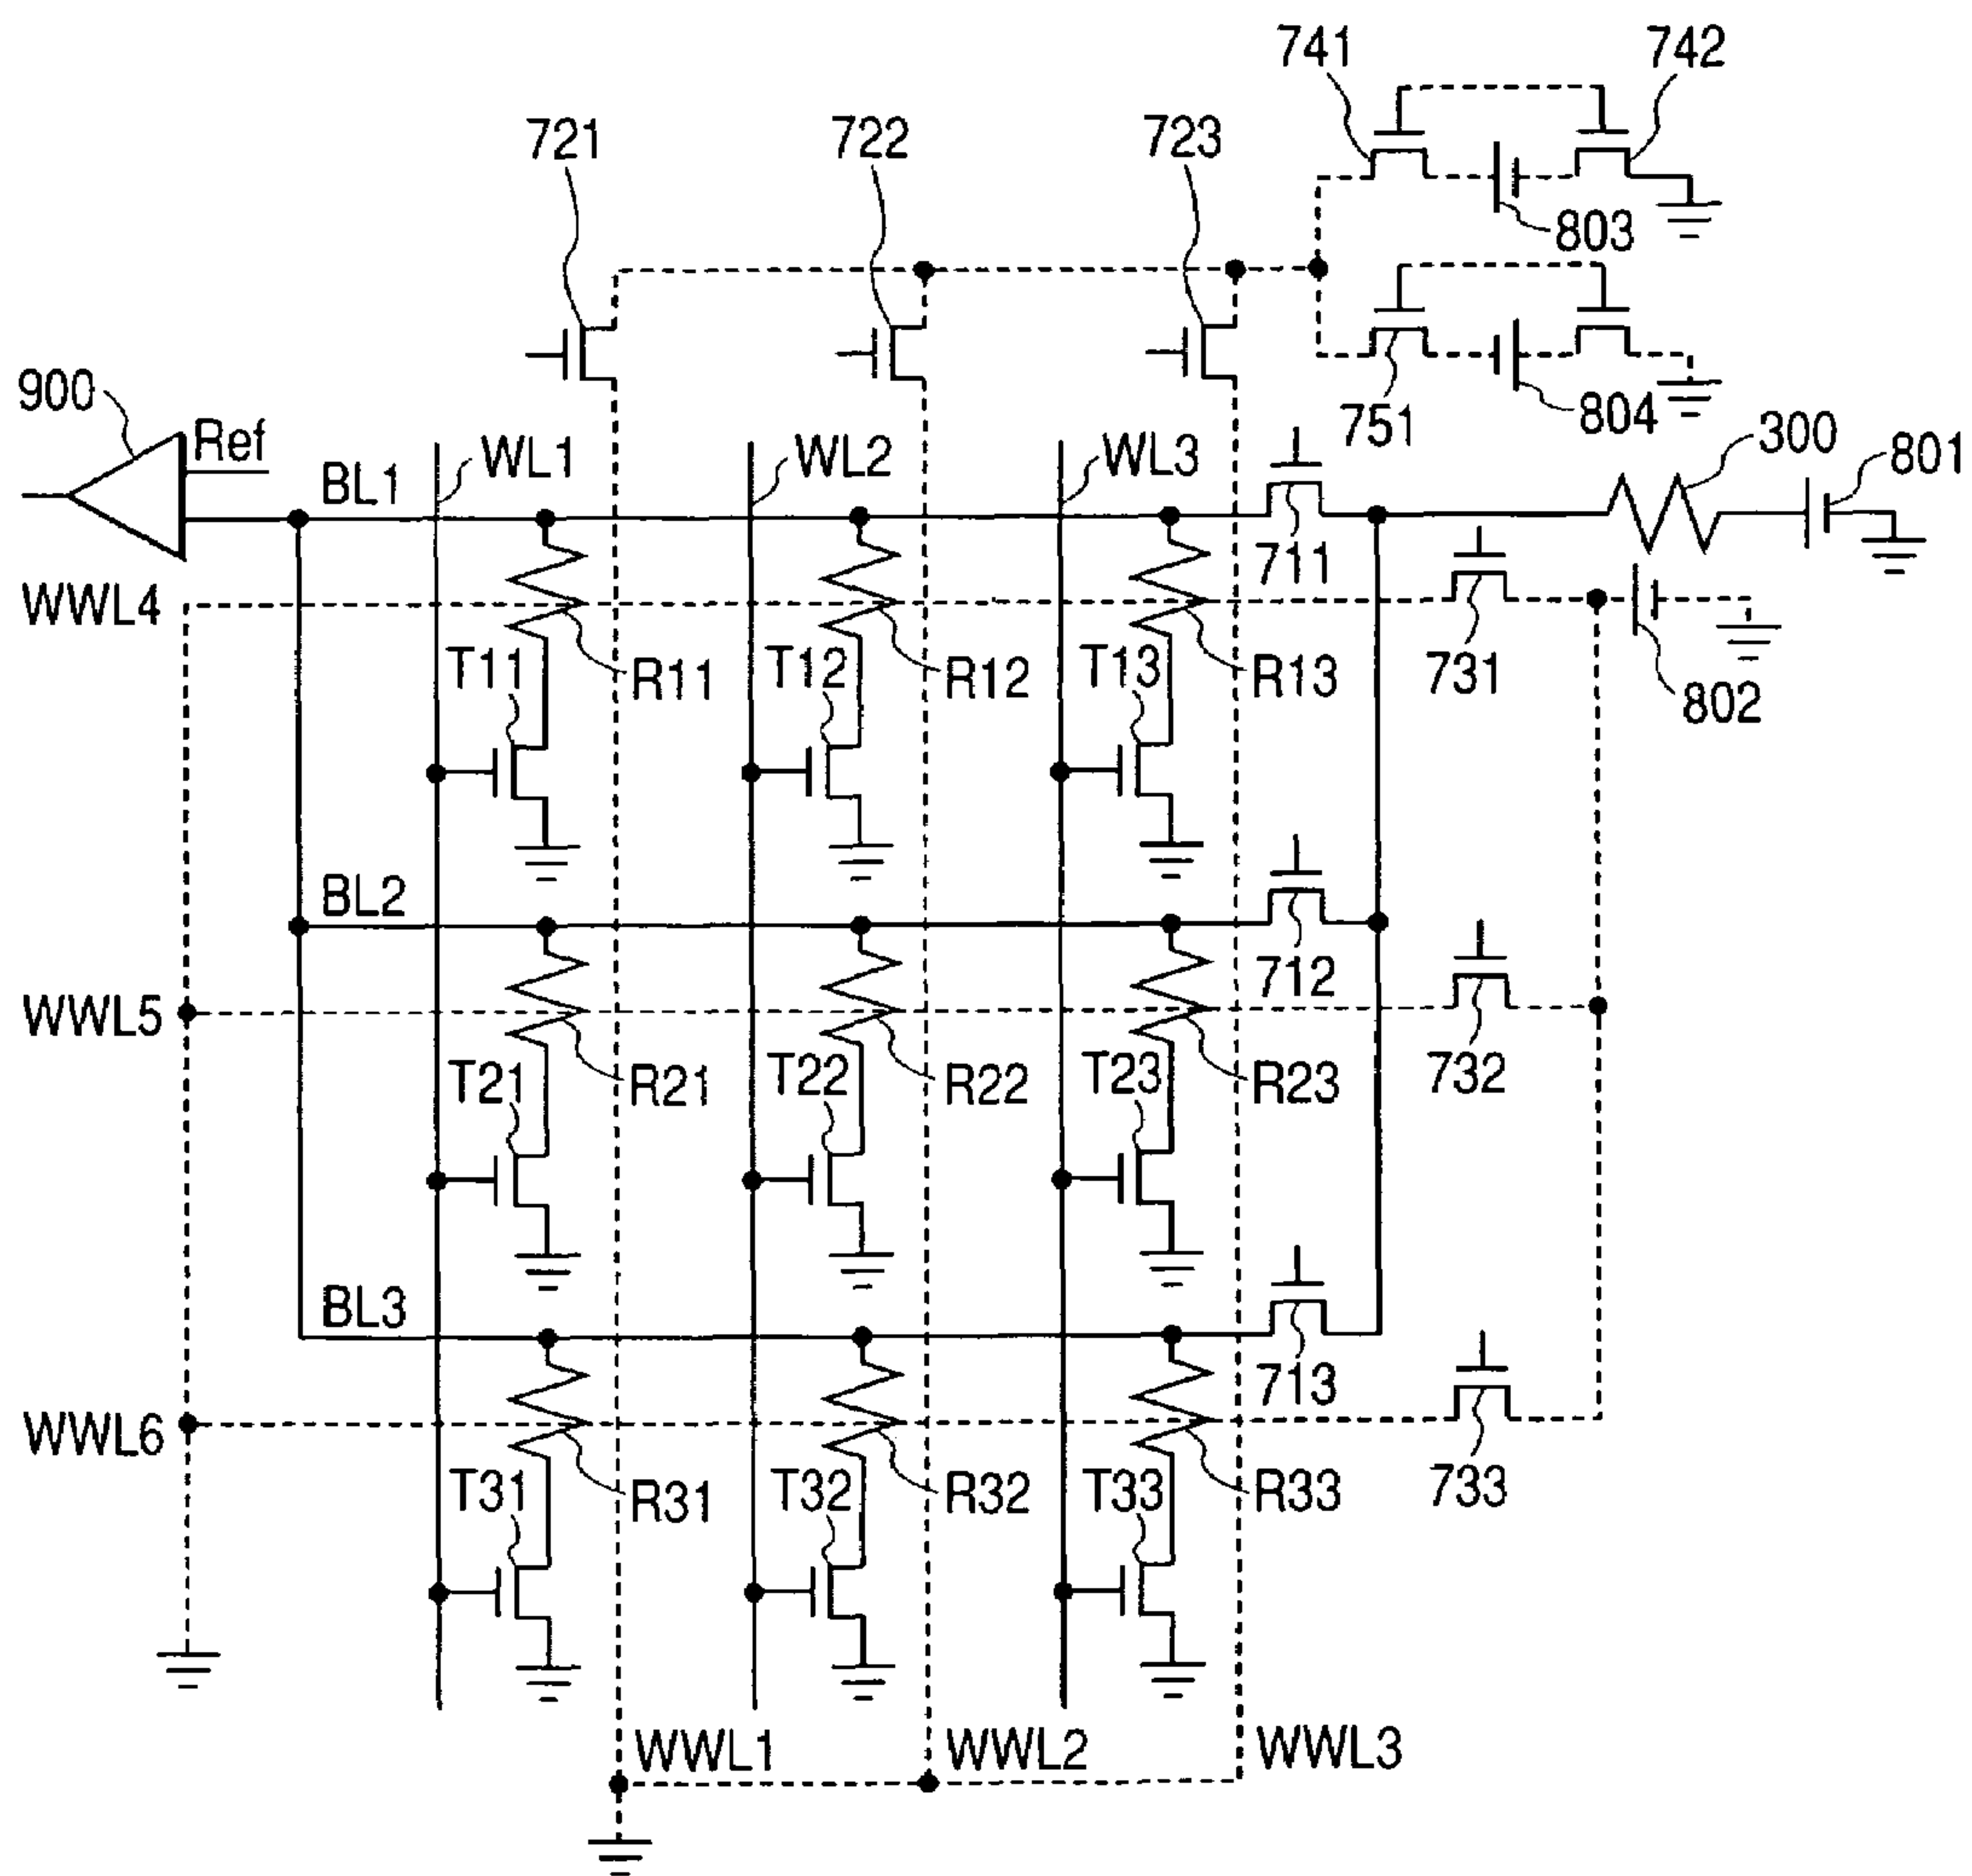 741 742
721 722 723
803
900 Ref
751 804 300 801
BL1 WL1 WL2 WL3
711
WWL4
T11 R11 T12 R12 T13 R13 731 802
BL2
712
WWL5
T21 R21 T22 R22 T23 R23 732
BL3
713
WWL6
T31 R31 T32 R32 T33 R33 733
WWL1 WWL2 WWL3